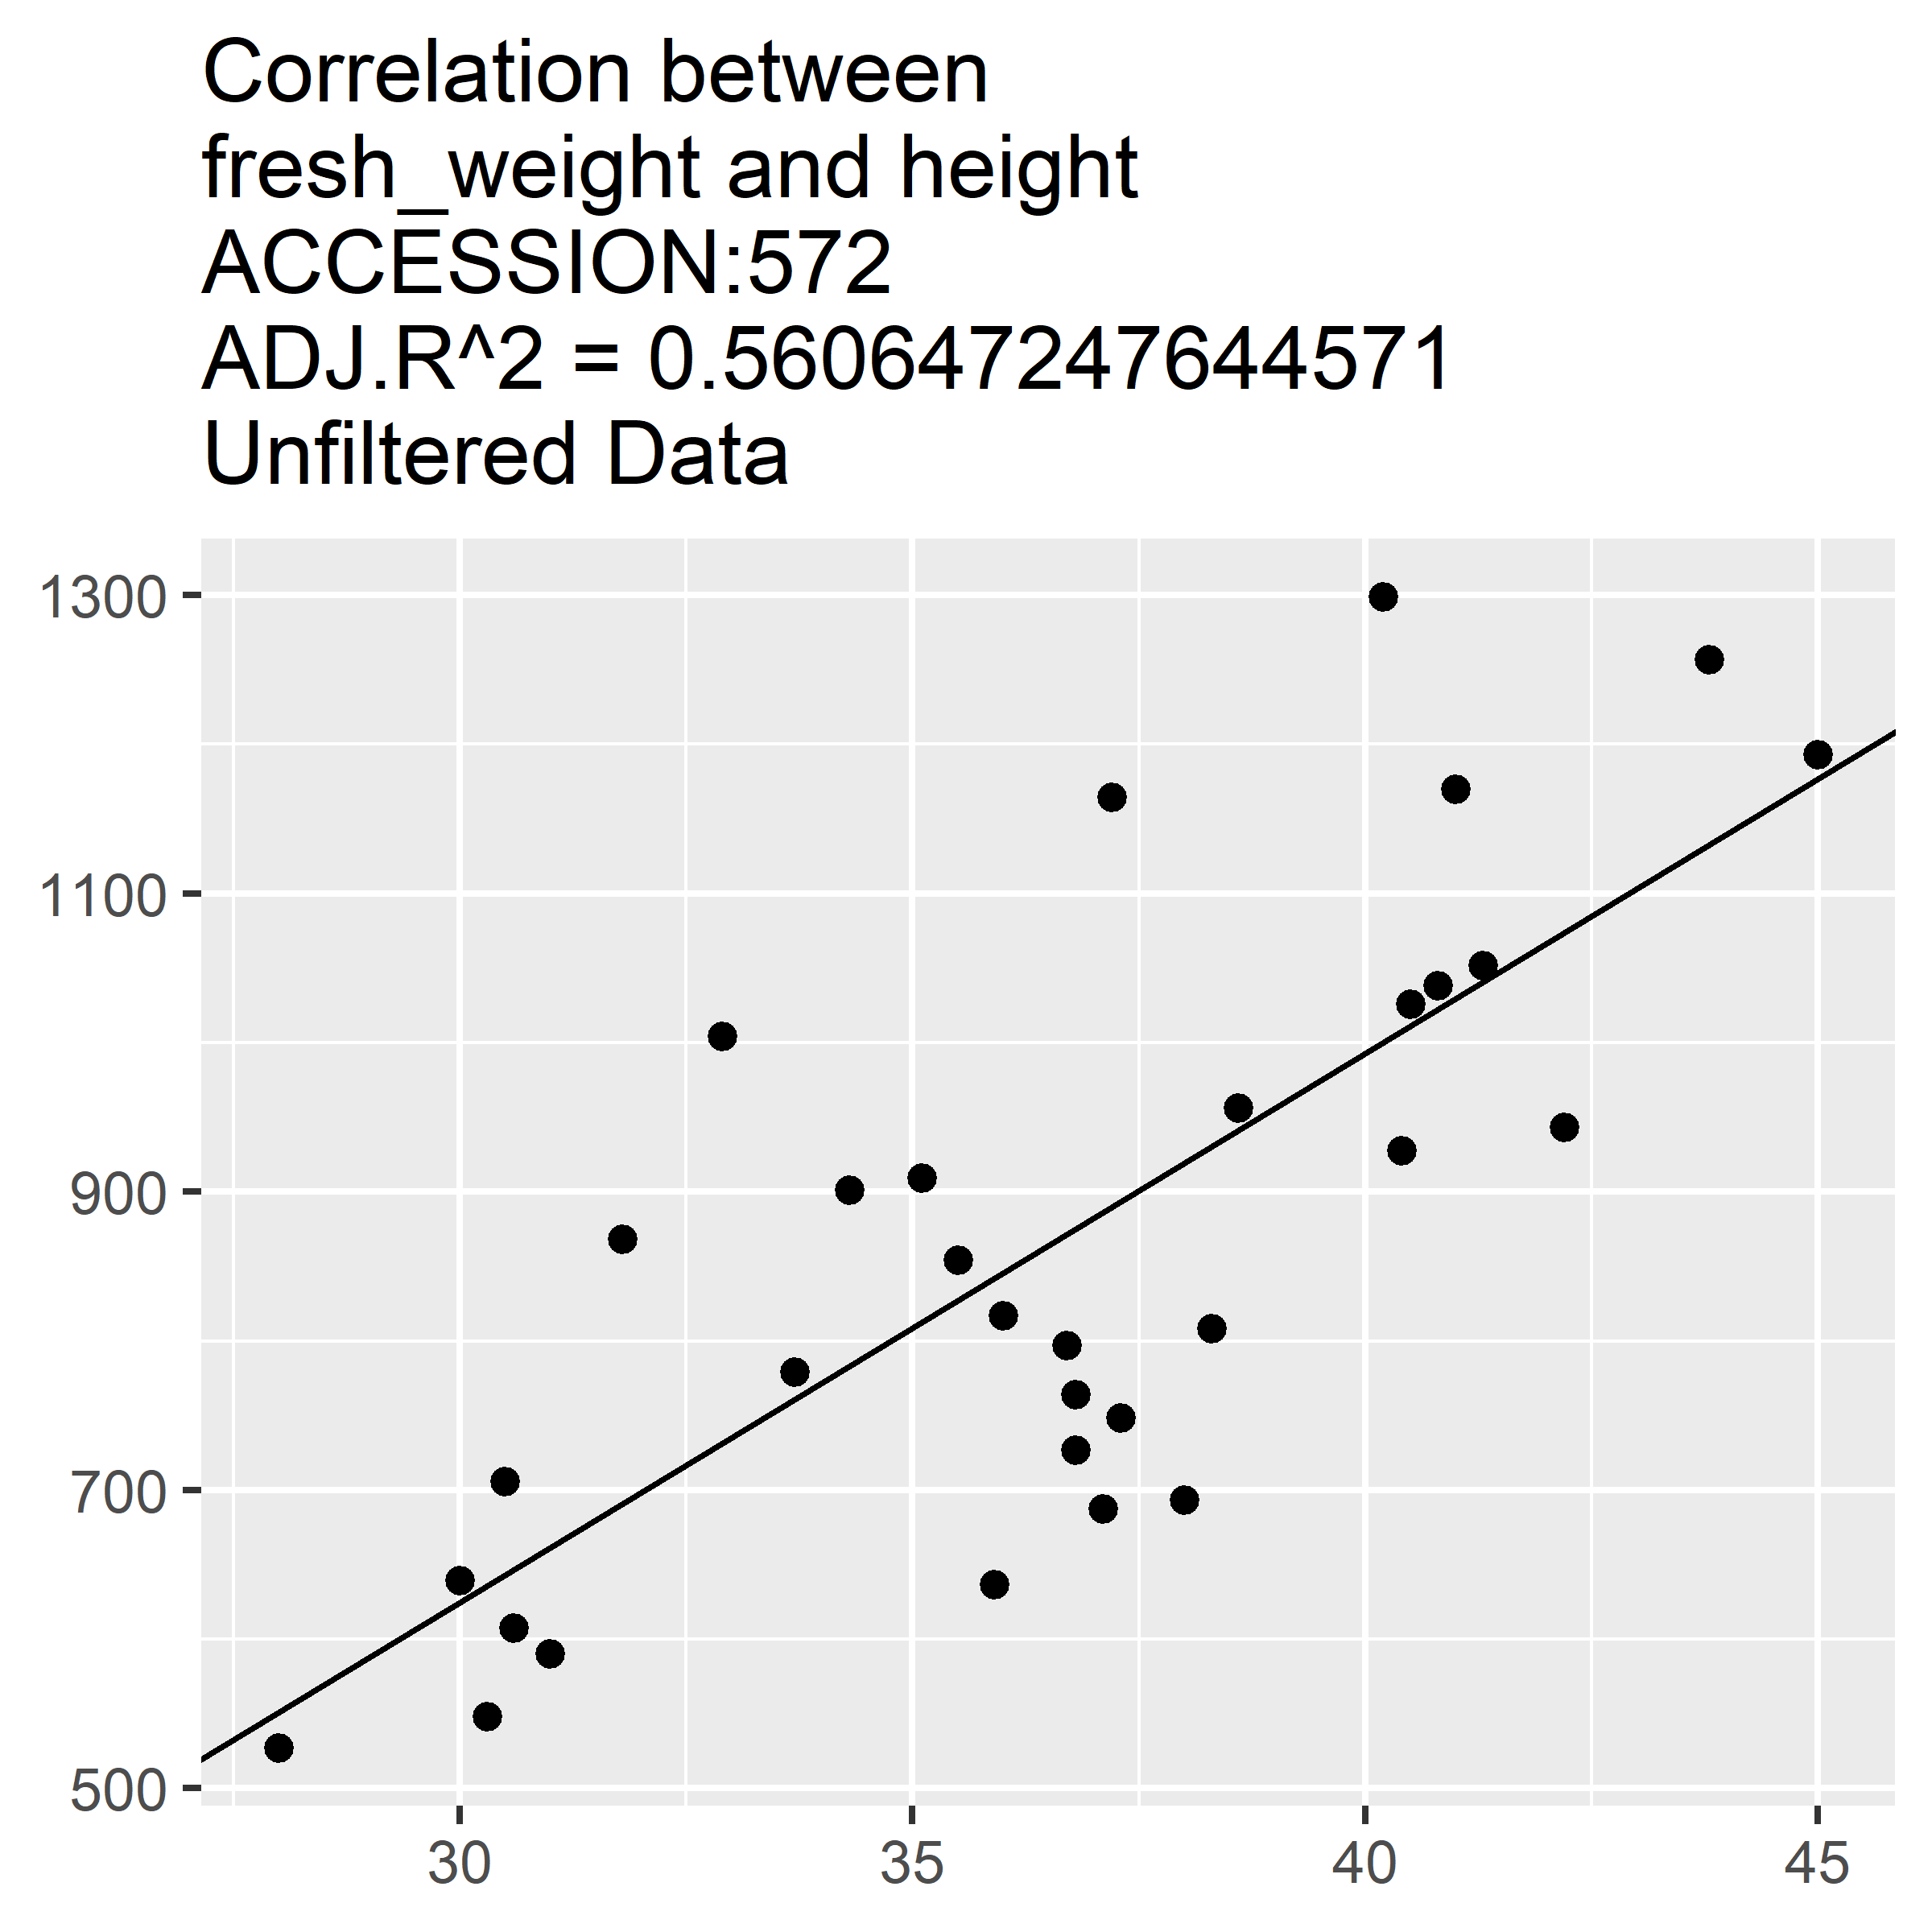 Correlation between
fresh_weight and height
ACCESSION:572
ADJ.R^2 = 0.560647247644571
Unfiltered Data
1300
1100
900
700
500
30 35 40 45